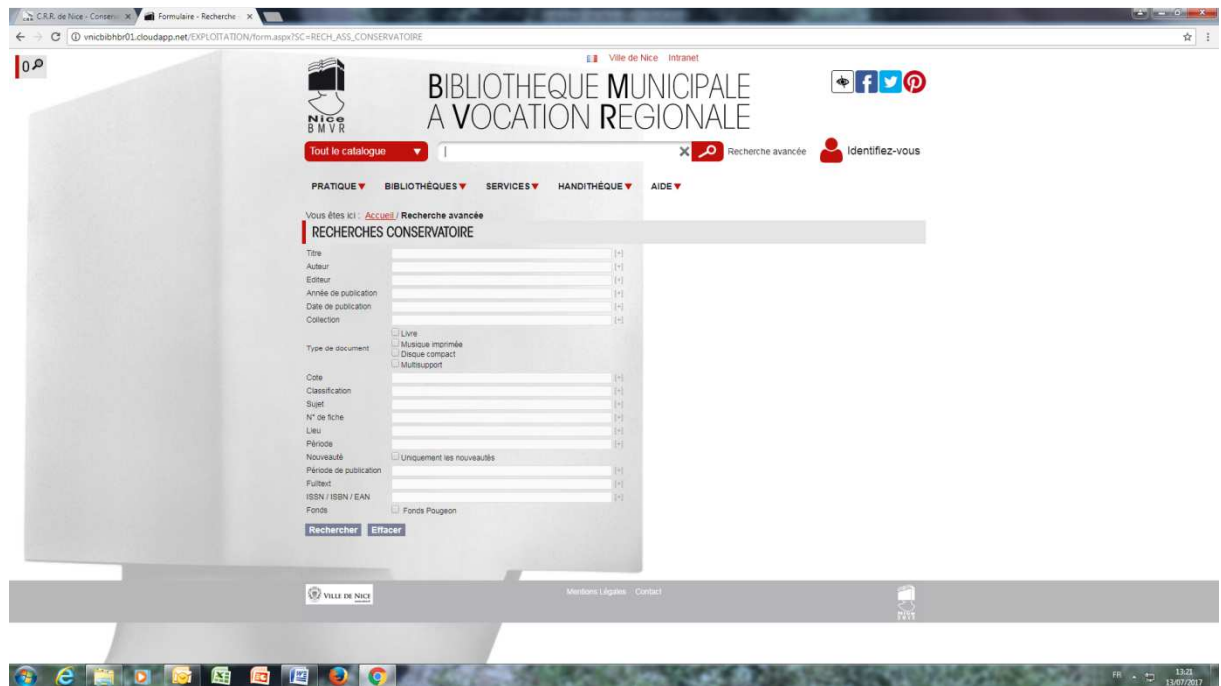 C.R.R. de Nice - Conserv
Formulaire - Recherche
vnicbibhbr01.cloudapp.net/EXPLOITATION/form.aspx?SC=RECH_ASS_CONSERVATOIRE
0
Ville de Nice Intranet
Nice
BMVR
BIBLIOTHEQUE MUNICIPALE
A VOCATION REGIONALE
Tout le catalogue
Recherche avancée
Identifiez-vous
PRATIQUE BIBLIOTHÈQUES SERVICES HANDITHÈQUE AIDE
Vous êtes ici : Accueil / Recherche avancée
RECHERCHES CONSERVATOIRE
Titre [+]
Auteur [+]
Editeur [+]
Année de publication [+]
Date de publication [+]
Collection [+]
Type de document
Livre
Musique imprimée
Disque compact
Multisupport
Cote [+]
Classification [+]
Sujet [+]
N° de fiche [+]
Lieu [+]
Période [+]
Nouveauté Uniquement les nouveautés
Période de publication [+]
Fulltext [+]
ISSN / ISBN / EAN [+]
Fonds Fonds Pougeon
Rechercher Effacer
VILLE DE NICE
Mentions Légales Contact
Nice
BMVR
FR
13:21
13/07/2017